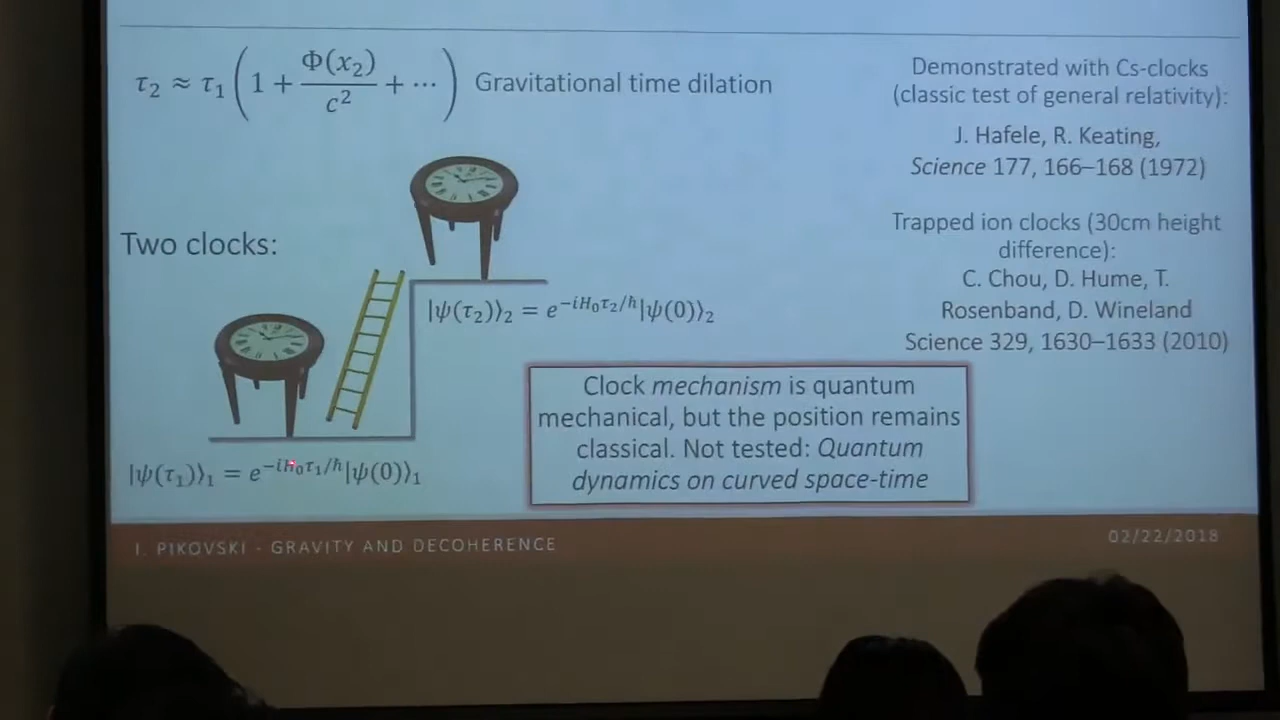 τ₂ ≈ τ₁ (1 + Φ(x₂)/c² + ⋯) Gravitational time dilation
Two clocks:
|ψ(τ₂)⟩₂ = e^{−iH₀τ₂/ħ}|ψ(0)⟩₂
|ψ(τ₁)⟩₁ = e^{−iH₀τ₁/ħ}|ψ(0)⟩₁
Demonstrated with Cs-clocks
(classic test of general relativity):
J. Hafele, R. Keating,
Science 177, 166–168 (1972)
Trapped ion clocks (30cm height
difference):
C. Chou, D. Hume, T.
Rosenband, D. Wineland
Science 329, 1630–1633 (2010)
Clock mechanism is quantum
mechanical, but the position remains
classical. Not tested: Quantum
dynamics on curved space-time
I. PIKOVSKI - GRAVITY AND DECOHERENCE
02/22/2018